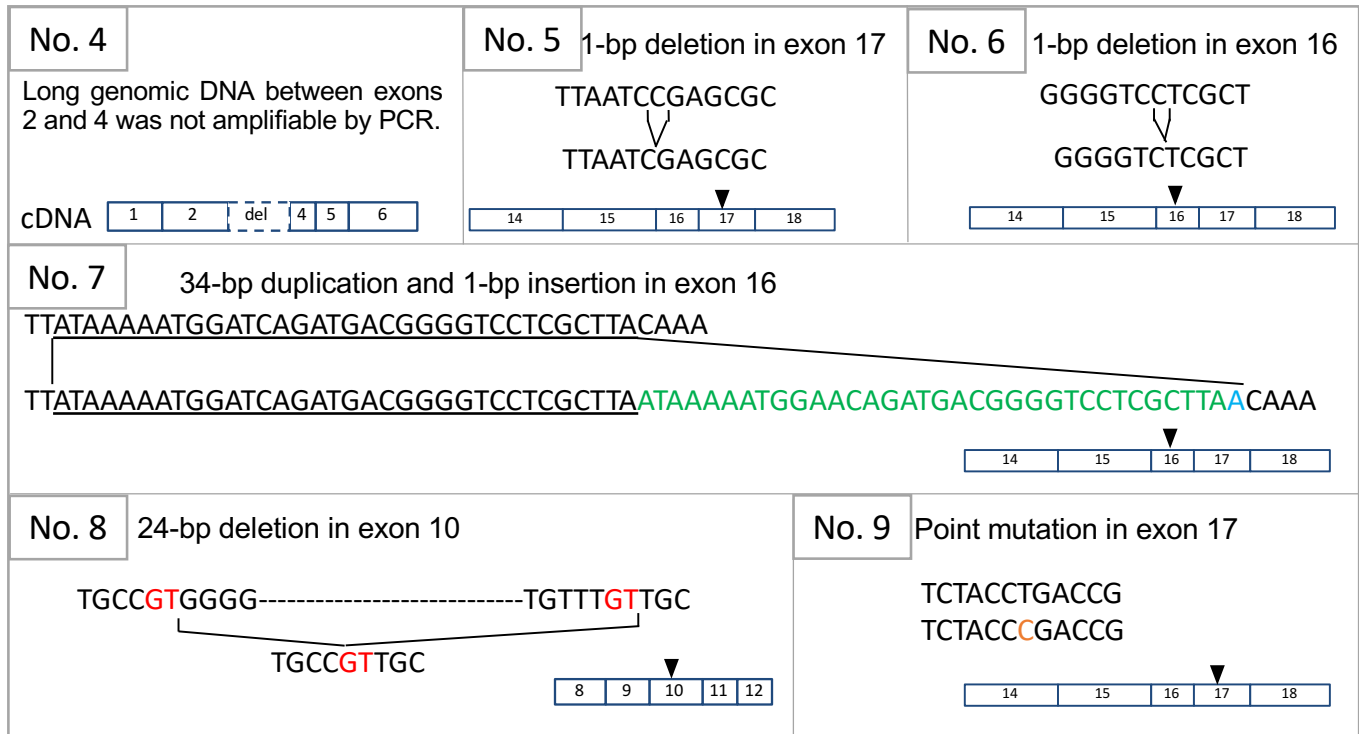 No. 4
Long genomic DNA between exons
2 and 4 was not amplifiable by PCR.
cDNA 1 2 del 4 5 6
No. 5 1-bp deletion in exon 17
TTAATCCGAGCGC
TTAATCGAGCGC
14 15 16 17 18
No. 6 1-bp deletion in exon 16
GGGGTCCTCGCT
GGGGTCTCGCT
14 15 16 17 18
No. 7 34-bp duplication and 1-bp insertion in exon 16
TTATAAAAATGGATCAGATGACGGGGTCCTCGCTTACAAA
TTATAAAAATGGATCAGATGACGGGGTCCTCGCTTAATAAAAATGGAACAGATGACGGGGTCCTCGCTTAACAAA
14 15 16 17 18
No. 8 24-bp deletion in exon 10
TGCCGTGGGG---------------------------TGTTTGTTGC
TGCCGTTGC
8 9 10 11 12
No. 9 Point mutation in exon 17
TCTACCTGACCG
TCTACCCGACCG
14 15 16 17 18